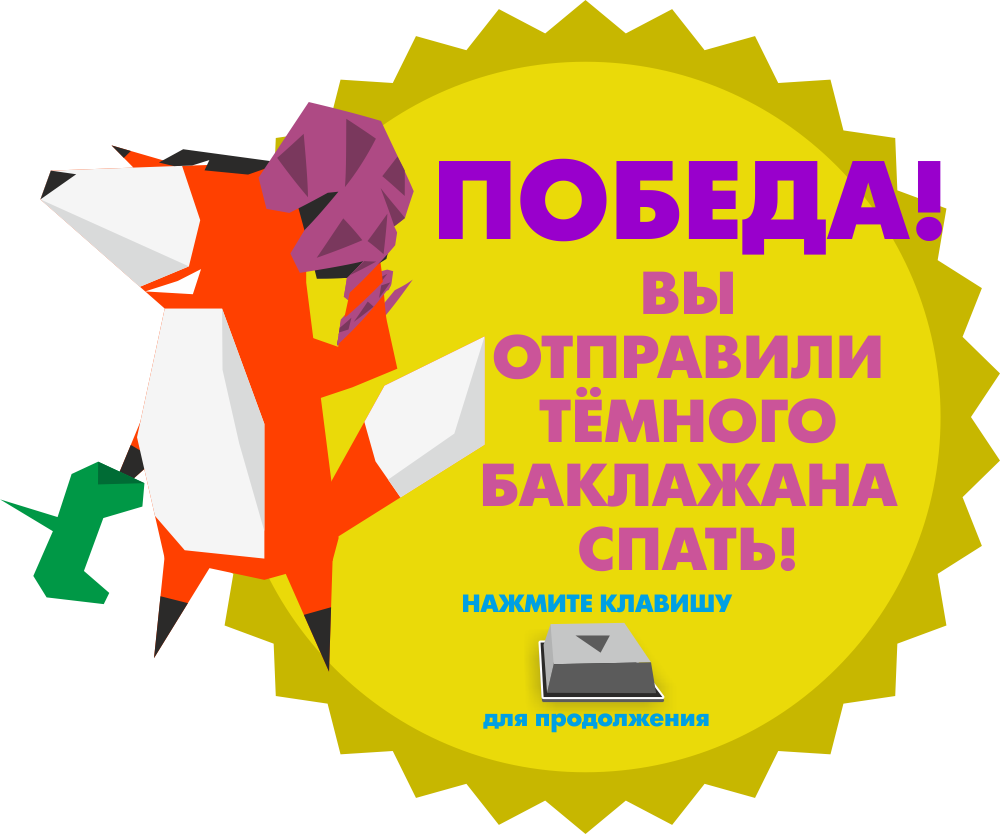 ПОБЕДА!
ВЫ
ОТПРАВИЛИ
ТЁМНОГО
БАКЛАЖАНА
СПАТЬ!
НАЖМИТЕ КЛАВИШУ
для продолжения